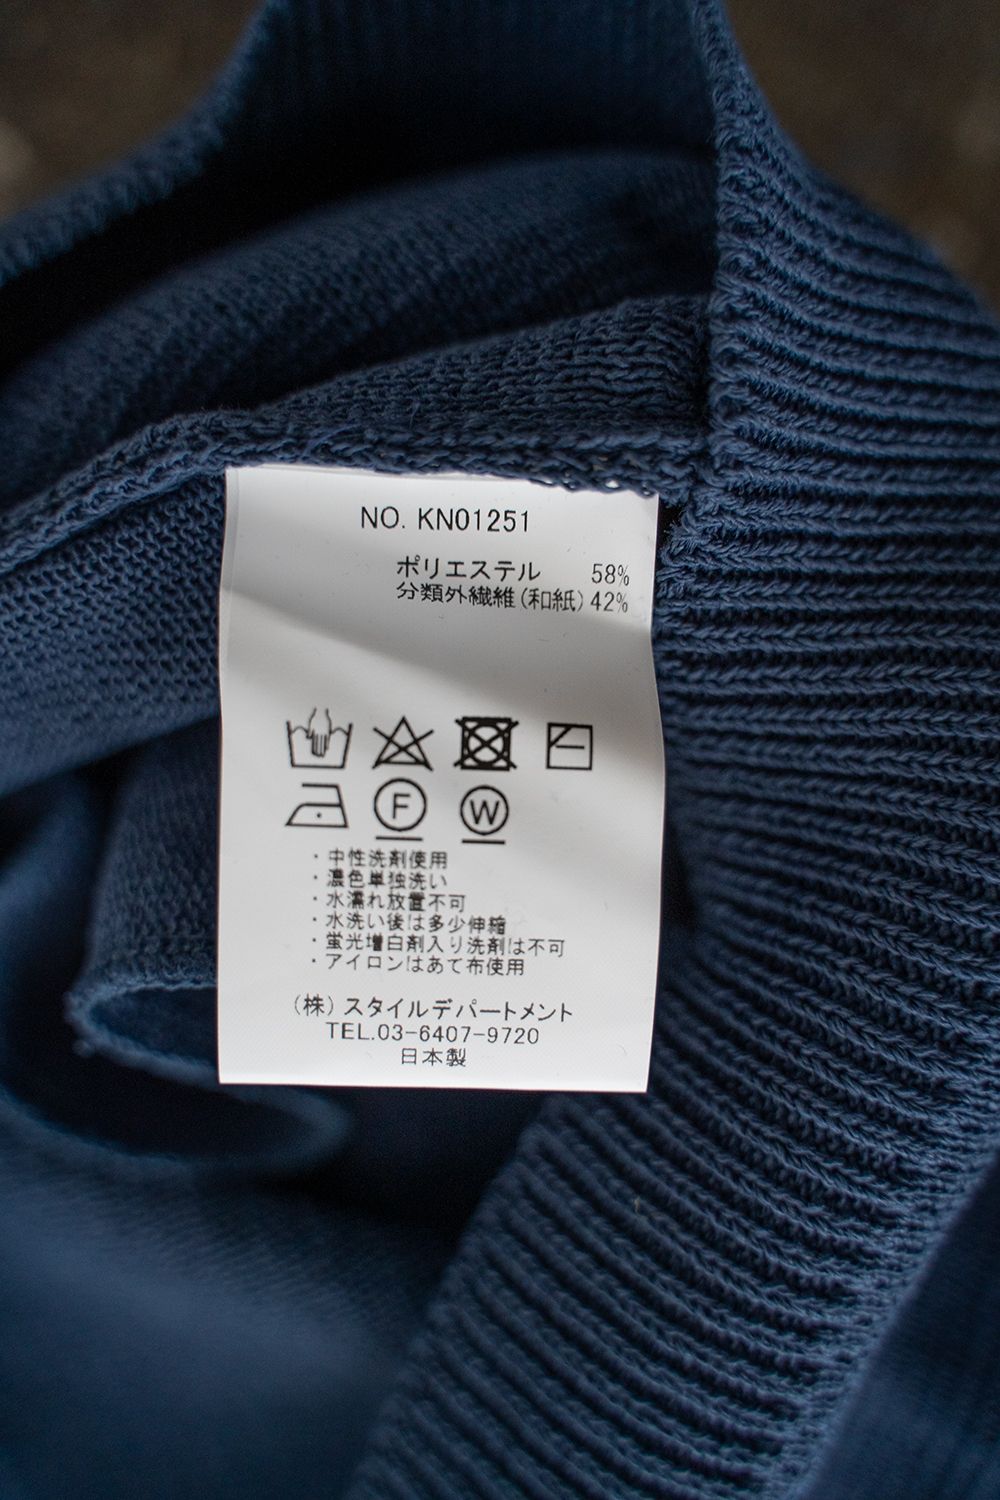 NO. KN01251
ポリエステル 58%
分類外繊維(和紙) 42%
F W
・中性洗剤使用
・濃色単独洗い
・水濡れ放置不可
・水洗い後は多少伸縮
・蛍光増白剤入り洗剤は不可
・アイロンはあて布使用
(株)スタイルデパートメント
TEL.03-6407-9720
日本製